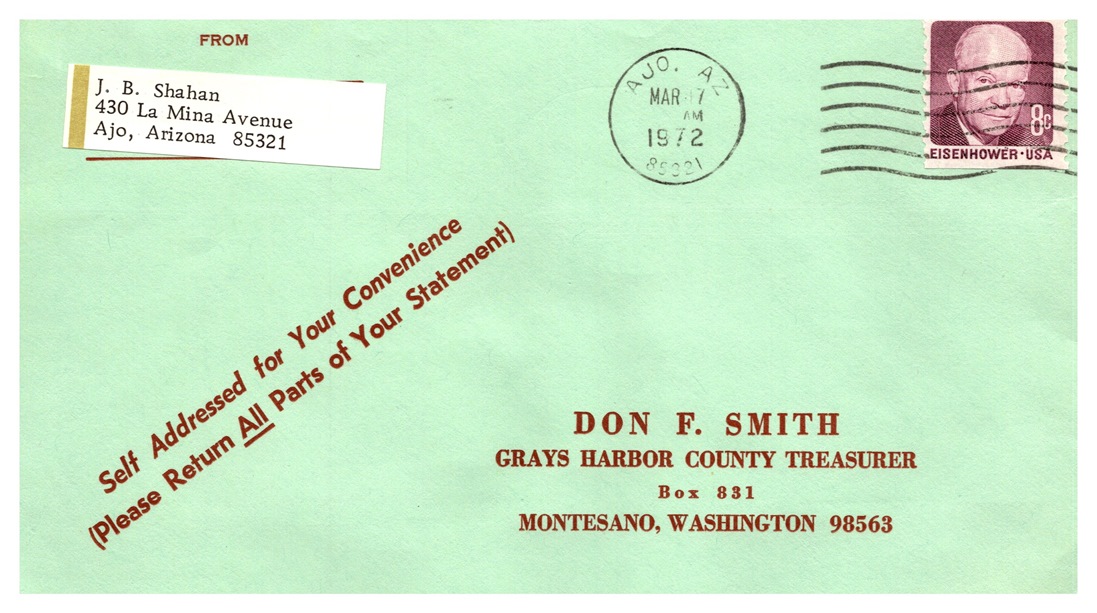 FROM
J. B. Shahan
430 La Mina Avenue
Ajo, Arizona 85321
AJO, AZ
MAR 17
AM
1972
85321
8c
EISENHOWER·USA
Self Addressed for Your Convenience
(Please Return All Parts of Your Statement)
DON F. SMITH
GRAYS HARBOR COUNTY TREASURER
Box 831
MONTESANO, WASHINGTON 98563